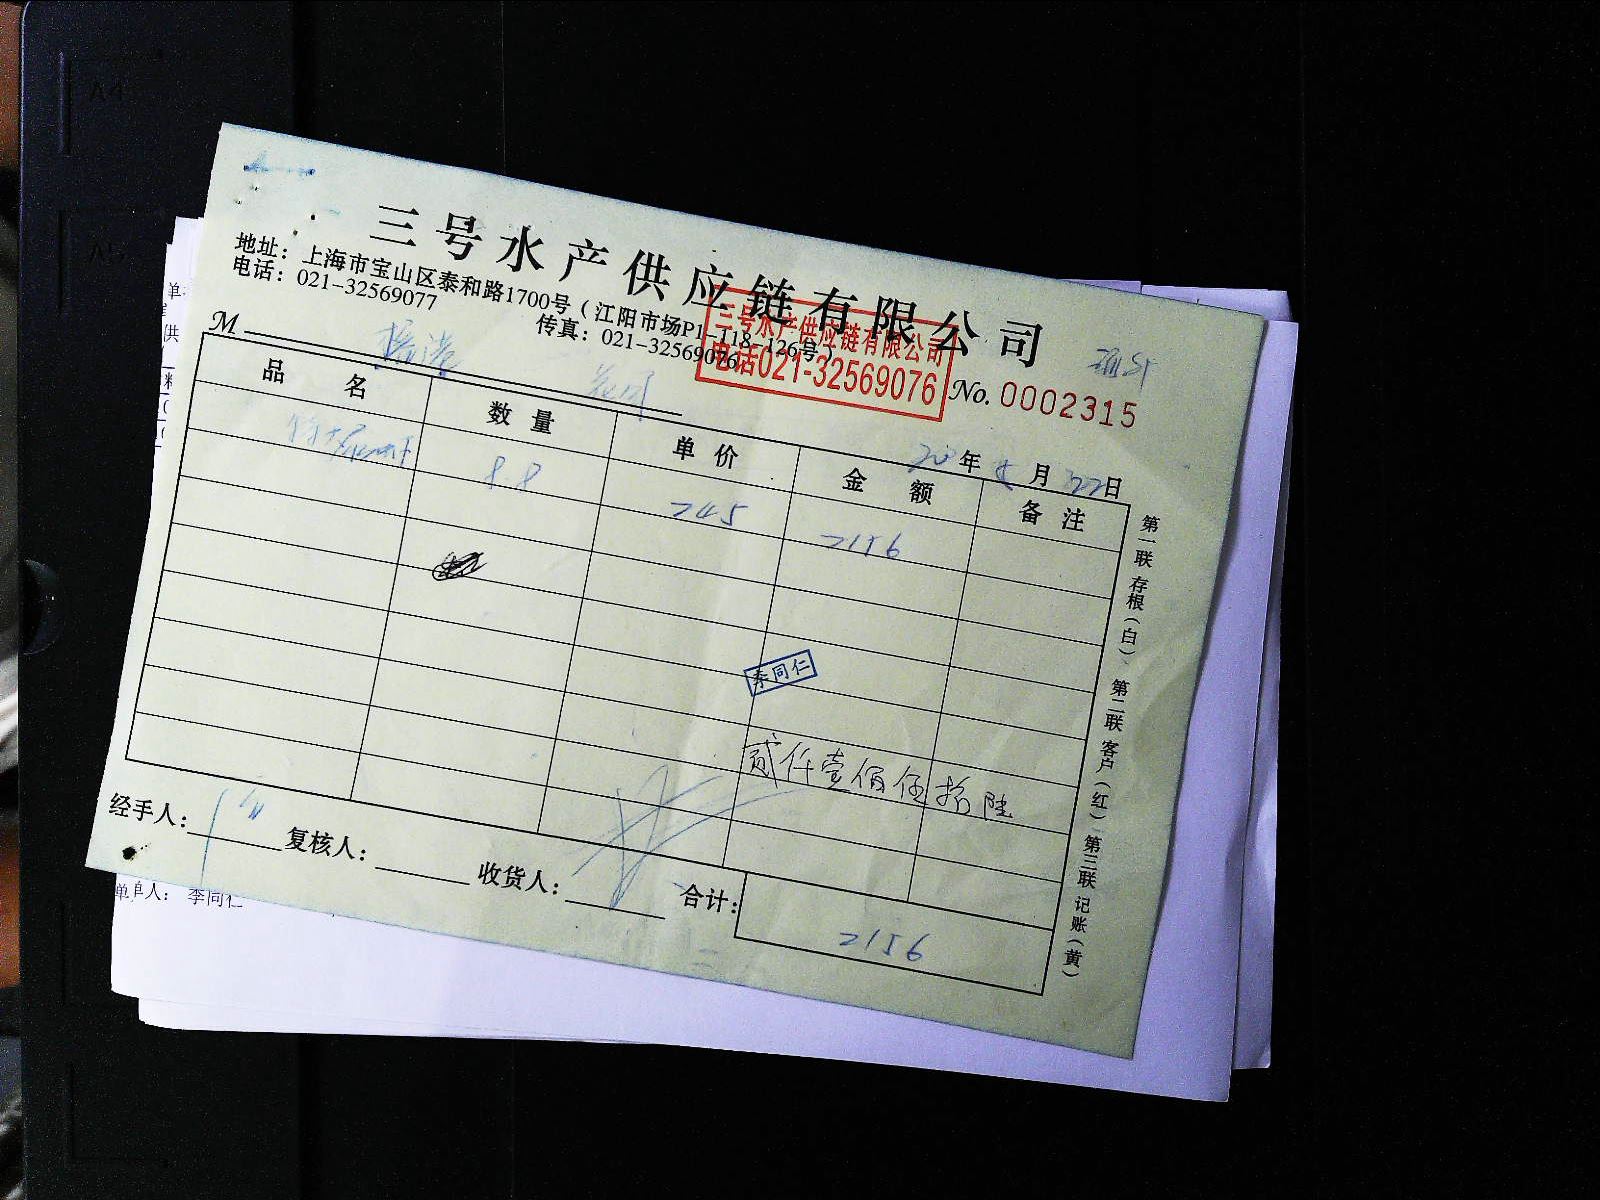 三号水产供应链有限公司
地址：上海市宝山区泰和路1700号（江阳市场P1-118-126号）
电话：021-32569077 传真：021-32569076
三号水产供应链有限公司
电话021-32569076
M
No. 0002315
年 月 日
品名 数量 单价 金额 备注
8.8 245 2156
李同仁
贰仟壹佰伍拾陆
经手人： 复核人： 收货人： 合计： 2156
第一联 存根（白）、第二联 客户（红）、第三联 记账（黄）
单
供
单单人： 李同仁